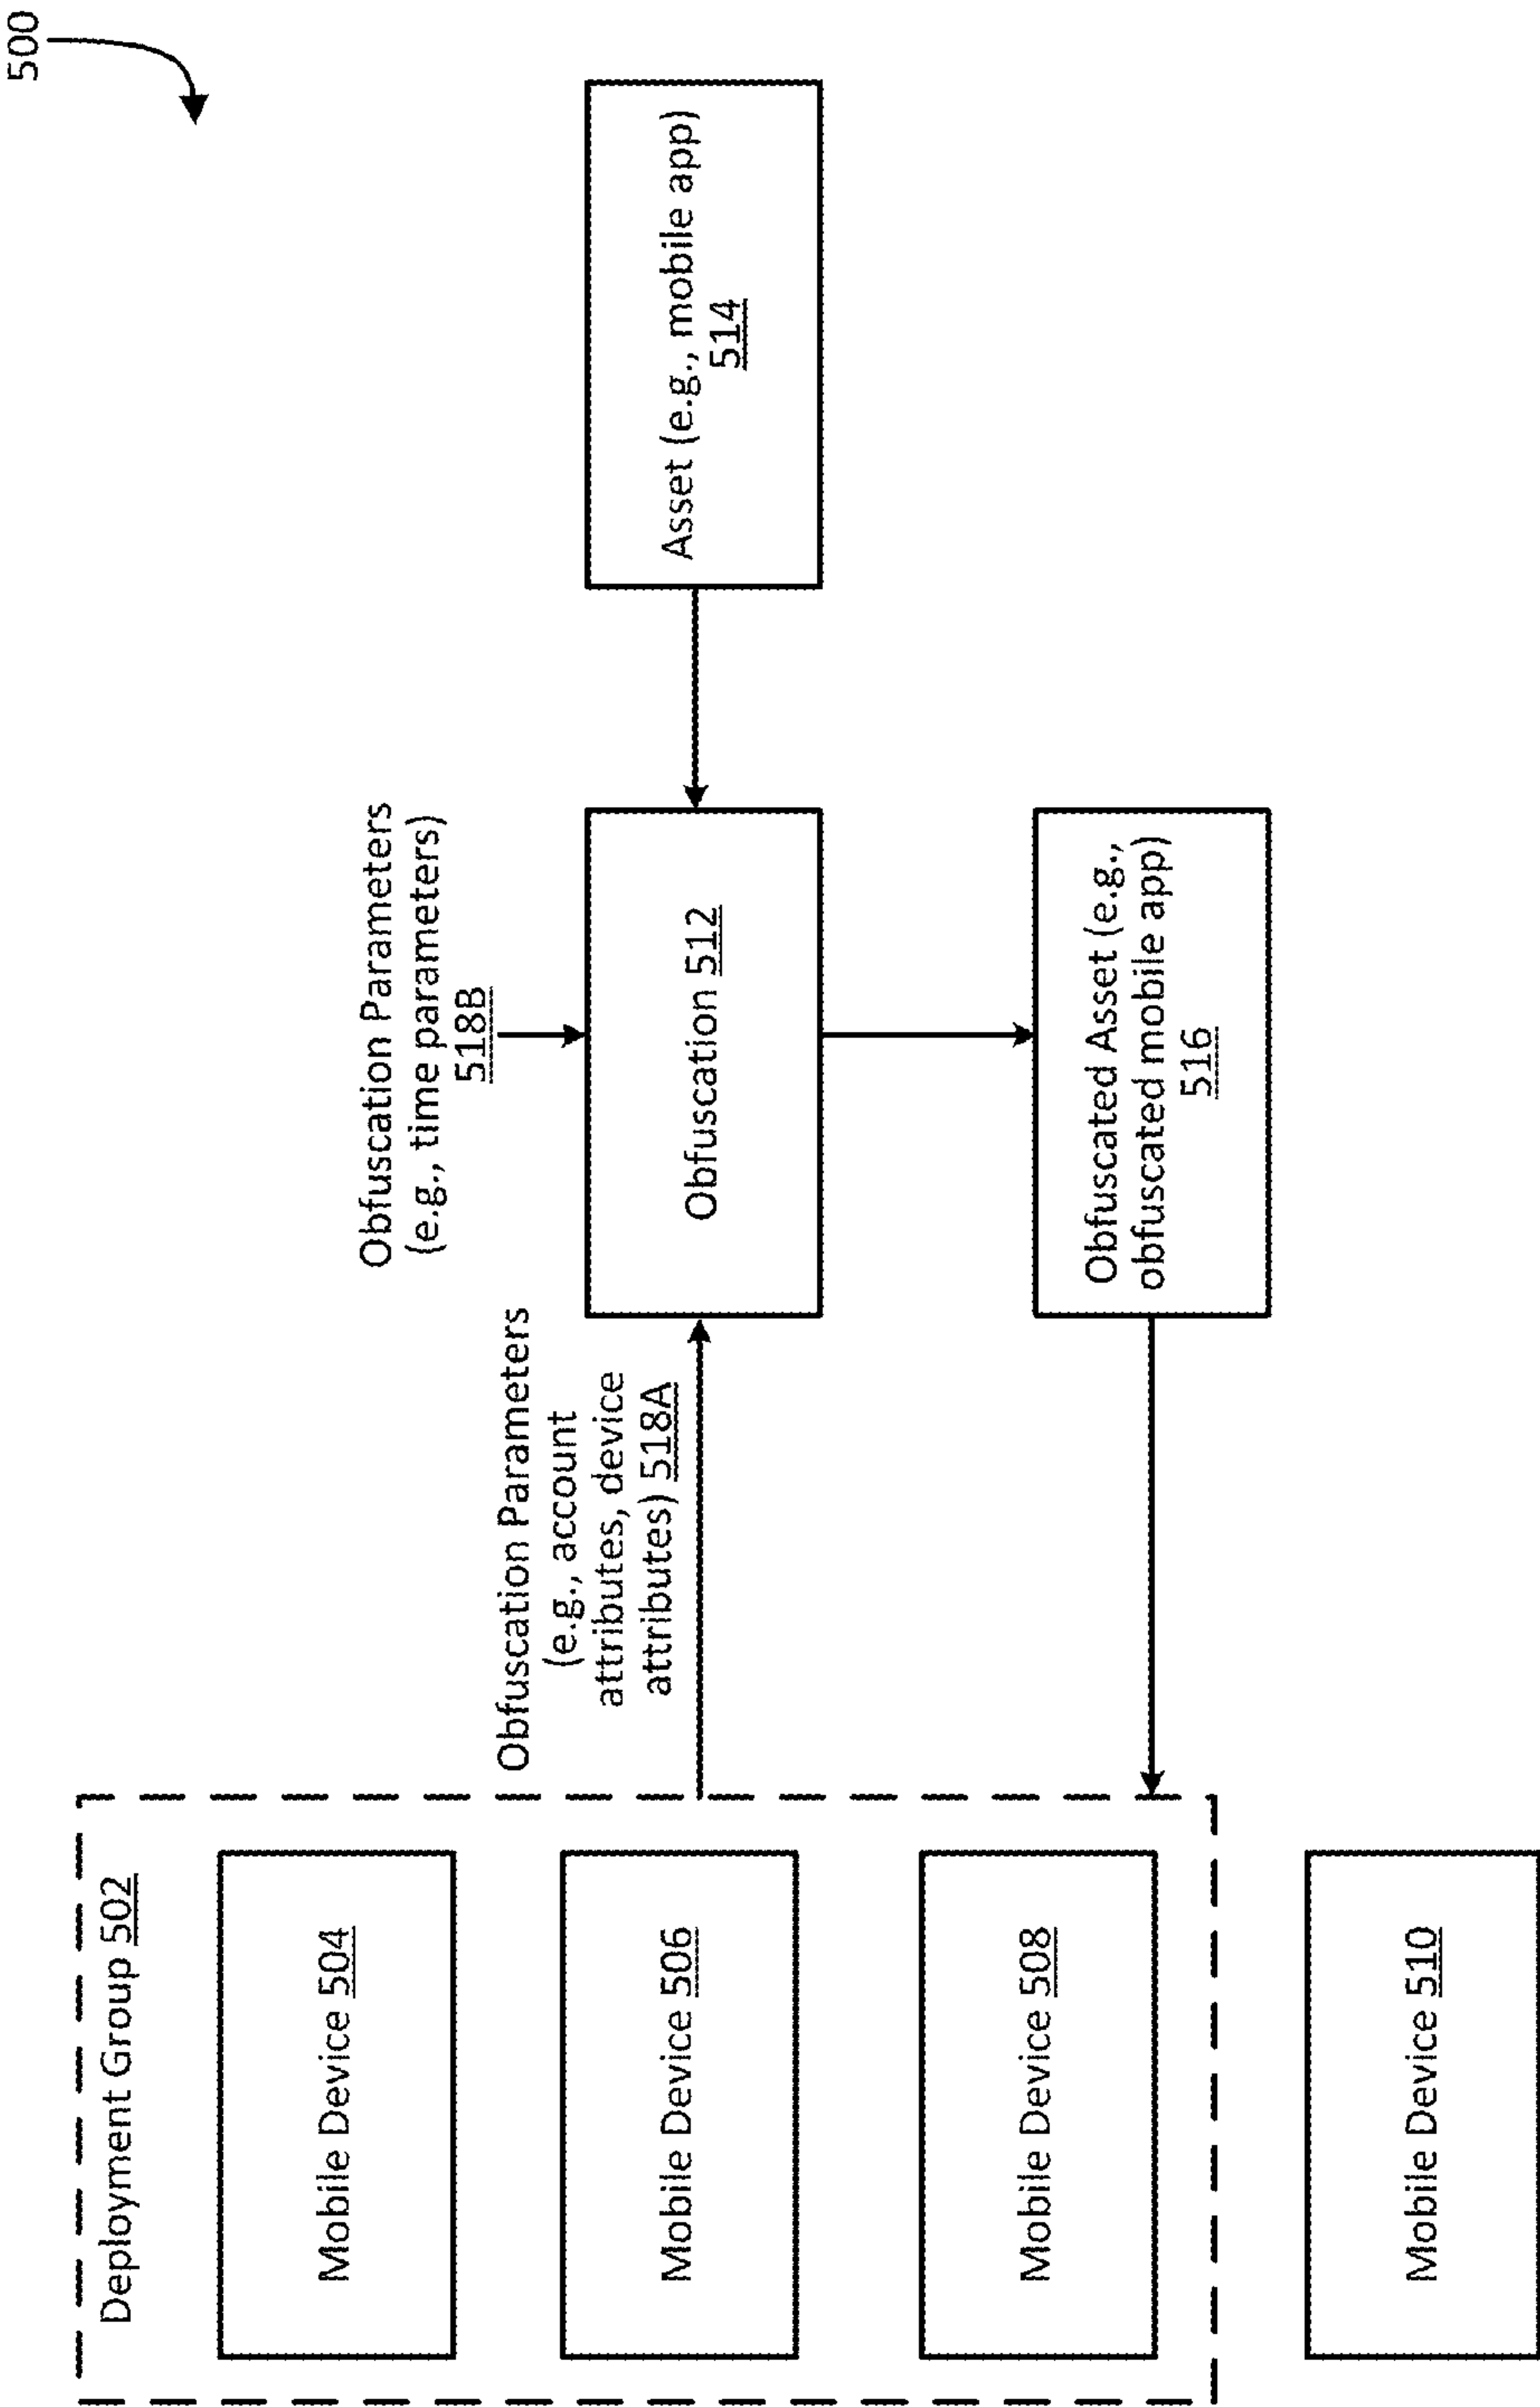 500
Deployment Group 502
Mobile Device 504
Mobile Device 506
Mobile Device 508
Mobile Device 510
Obfuscation Parameters
(e.g., account
attributes, device
attributes) 518A
Obfuscation Parameters
(e.g., time parameters)
518B
Obfuscation 512
Asset (e.g., mobile app)
514
Obfuscated Asset (e.g.,
obfuscated mobile app)
516